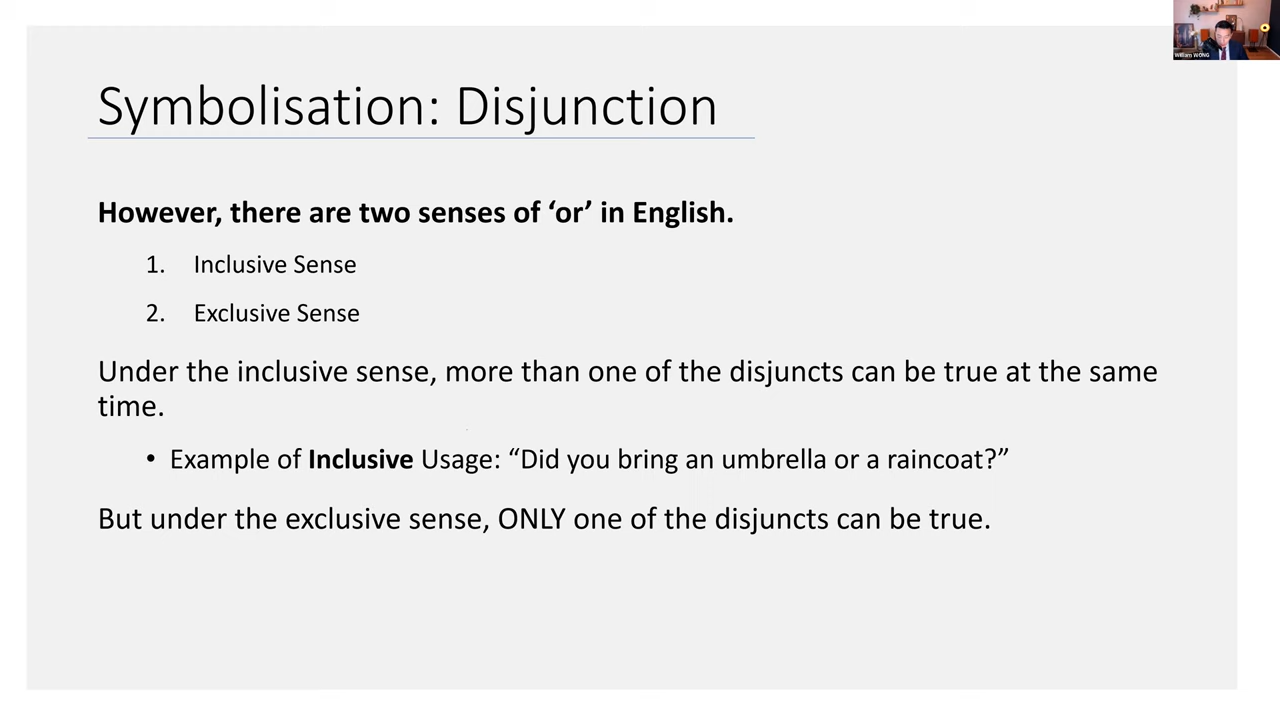 Symbolisation: Disjunction
However, there are two senses of ‘or’ in English.
1. Inclusive Sense
2. Exclusive Sense
Under the inclusive sense, more than one of the disjuncts can be true at the same
time.
• Example of Inclusive Usage: “Did you bring an umbrella or a raincoat?”
But under the exclusive sense, ONLY one of the disjuncts can be true.
William WONG